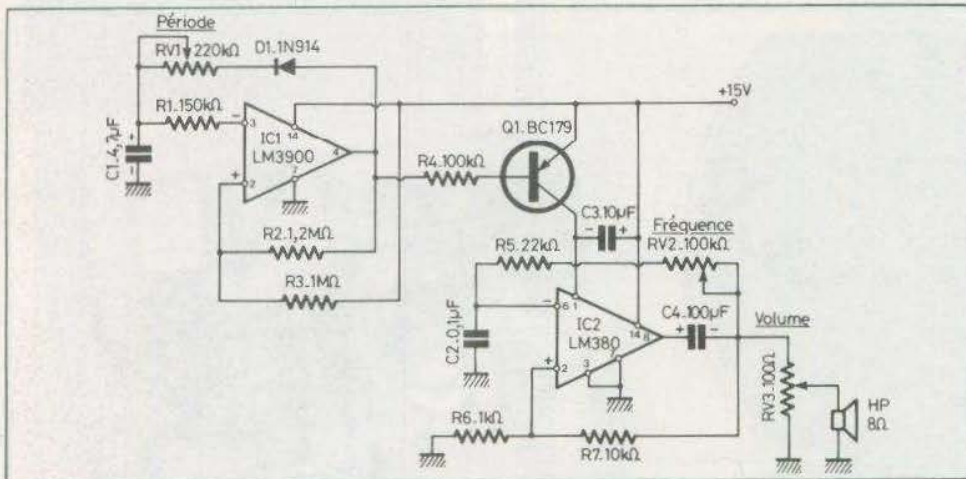 Période
RV1 220kΩ
D1.1N914
+15V
R1.150kΩ
Q1.BC179
- 3
14
IC1
LM3900
4
7
+
2
C1.4,7µF
+
-
R4.100kΩ
R2.1,2MΩ
R3.1MΩ
C3.10µF
- +
Fréquence
R5.22kΩ
RV2.100kΩ
- 6
1
IC2
LM380
14
8
C4.100µF
+ -
Volume
C2.0,1µF
+
2
3
7
RV3.100Ω
HP
8Ω
R6.1kΩ
R7.10kΩ